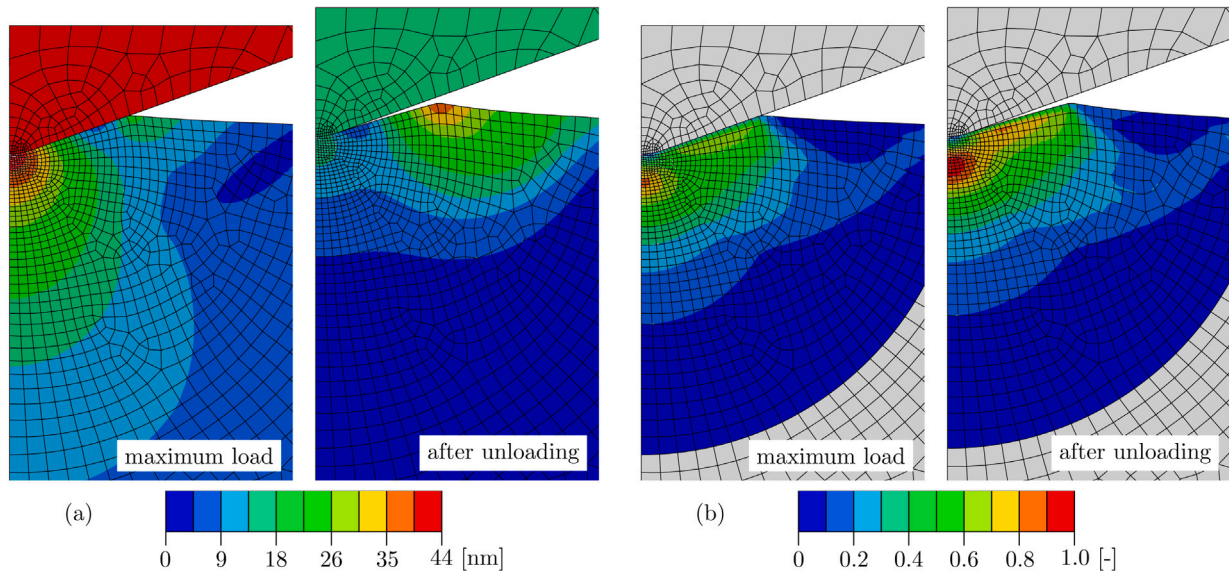 maximum load
after unloading
maximum load
after unloading
(a)
0 9 18 26 35 44 [nm]
(b)
0 0.2 0.4 0.6 0.8 1.0 [-]